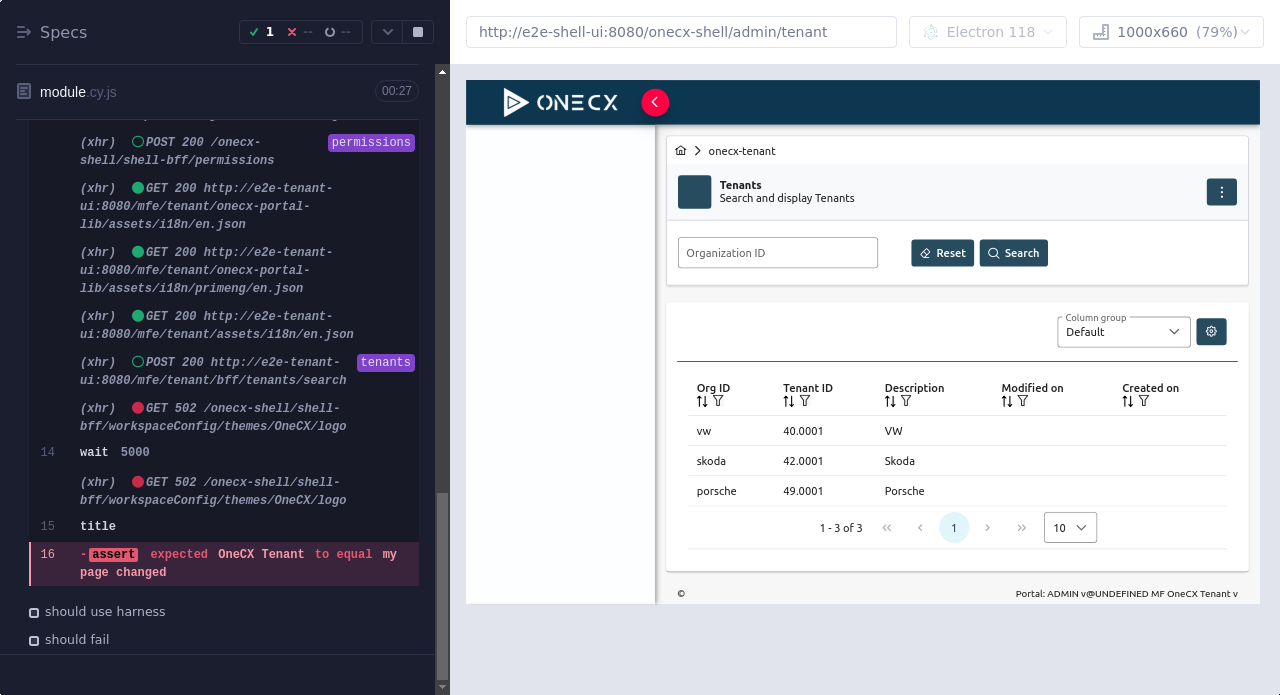 Specs
1 -- --
module.cy.js
00:27
(xhr) POST 200 /onecx-
shell/shell-bff/permissions
permissions
(xhr) GET 200 http://e2e-tenant-
ui:8080/mfe/tenant/onecx-portal-
lib/assets/i18n/en.json
(xhr) GET 200 http://e2e-tenant-
ui:8080/mfe/tenant/onecx-portal-
lib/assets/i18n/primeng/en.json
(xhr) GET 200 http://e2e-tenant-
ui:8080/mfe/tenant/assets/i18n/en.json
(xhr) POST 200 http://e2e-tenant-
ui:8080/mfe/tenant/bff/tenants/search
tenants
(xhr) GET 502 /onecx-shell/shell-
bff/workspaceConfig/themes/OneCX/logo
14 wait 5000
(xhr) GET 502 /onecx-shell/shell-
bff/workspaceConfig/themes/OneCX/logo
15 title
16 -assert expected OneCX Tenant to equal my
page changed
should use harness
should fail
http://e2e-shell-ui:8080/onecx-shell/admin/tenant
Electron 118
1000x660 (79%)
ONECX
onecx-tenant
Tenants
Search and display Tenants
Organization ID
Reset
Search
Column group
Default
Org ID Tenant ID Description Modified on Created on
vw 40.0001 VW
skoda 42.0001 Skoda
porsche 49.0001 Porsche
1 - 3 of 3 1 10
© Portal: ADMIN v@UNDEFINED MF OneCX Tenant v